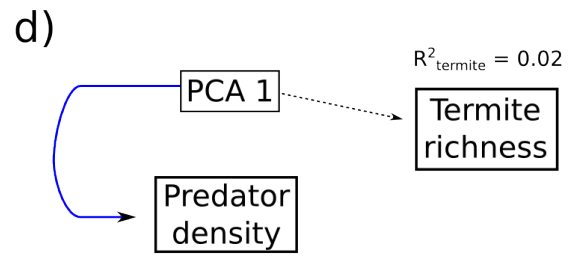 d)
R²termite = 0.02
PCA 1
Termite
richness
Predator
density